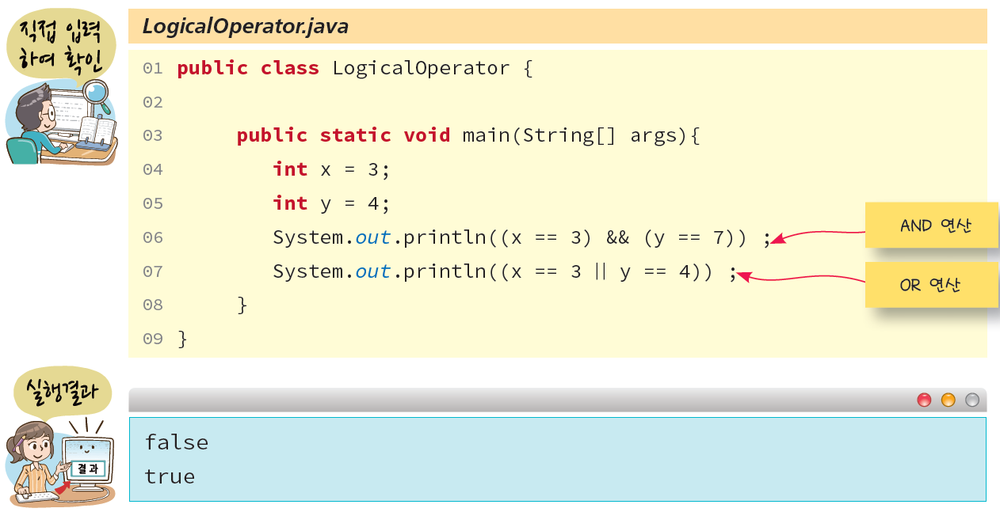 직접 입력
하여 확인
LogicalOperator.java
01 public class LogicalOperator {
02
03 public static void main(String[] args){
04 int x = 3;
05 int y = 4;
06 System.out.println((x == 3) && (y == 7)) ;
AND 연산
07 System.out.println((x == 3 || y == 4)) ;
OR 연산
08 }
09 }
실행결과
결과
false
true